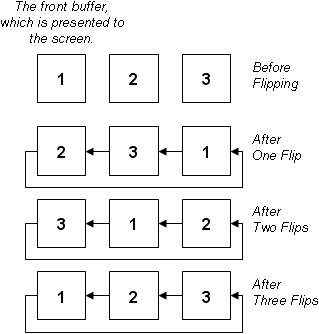 The front buffer,
which is presented to
the screen.
1 2 3
Before
Flipping
2 3 1
After
One Flip
3 1 2
After
Two Flips
1 2 3
After
Three Flips